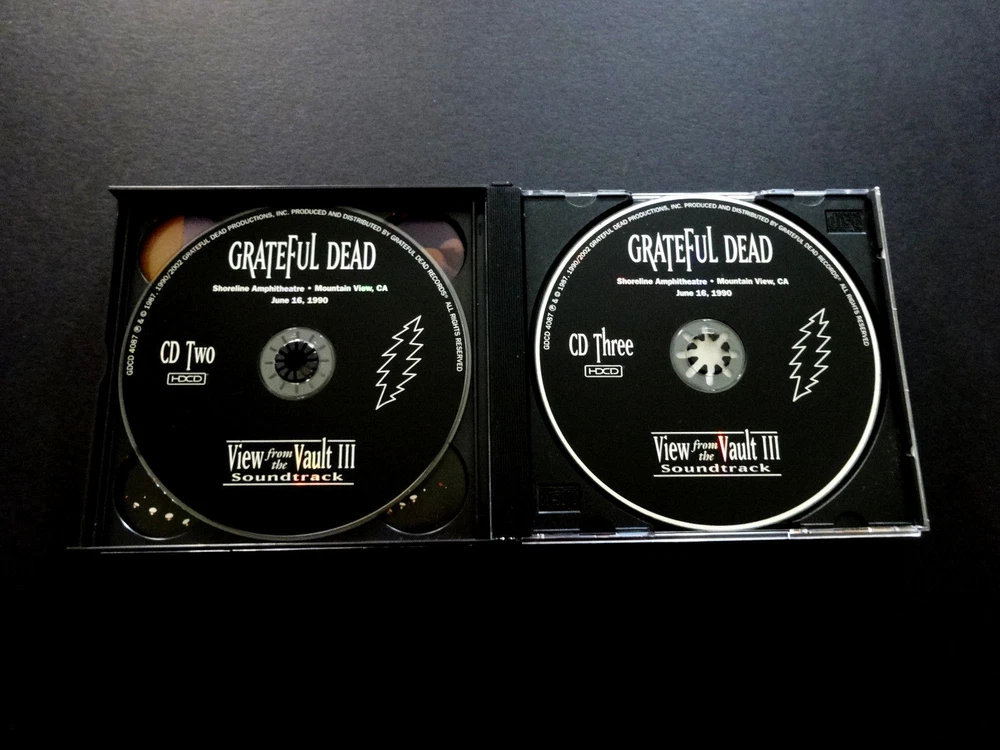 GRATEFUL DEAD
Shoreline Amphitheatre • Mountain View, CA
June 16, 1990
CD Two
HDCD
View from the Vault III
Soundtrack
GDCD 4087 ℗ & © 1987, 1990/2002 GRATEFUL DEAD PRODUCTIONS, INC. PRODUCED AND DISTRIBUTED BY GRATEFUL DEAD RECORDS® ALL RIGHTS RESERVED
GRATEFUL DEAD
Shoreline Amphitheatre • Mountain View, CA
June 16, 1990
CD Three
HDCD
View from the Vault III
Soundtrack
GDCD 4087 ℗ & © 1987, 1990/2002 GRATEFUL DEAD PRODUCTIONS, INC. PRODUCED AND DISTRIBUTED BY GRATEFUL DEAD RECORDS® ALL RIGHTS RESERVED